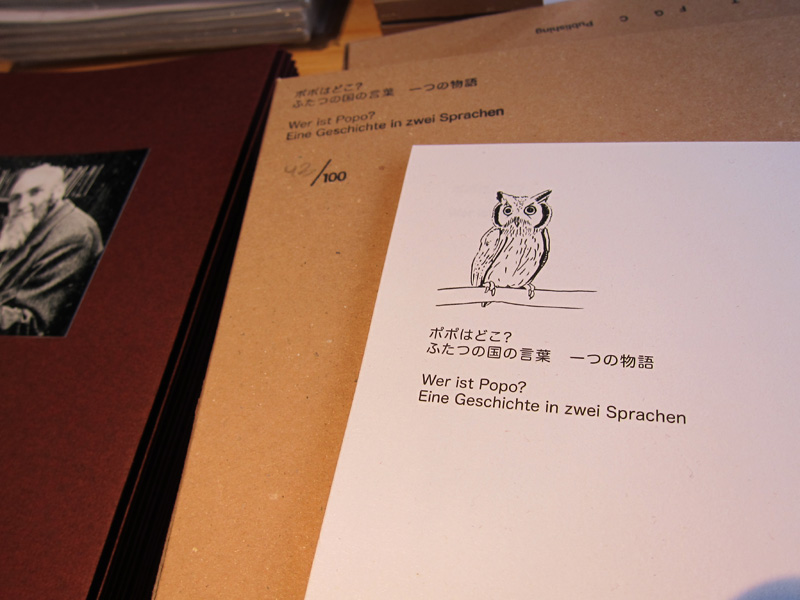 T F G C Publishing
ポポはどこ?
ふたつの国の言葉　一つの物語
Wer ist Popo?
Eine Geschichte in zwei Sprachen
42/100
ポポはどこ?
ふたつの国の言葉　一つの物語
Wer ist Popo?
Eine Geschichte in zwei Sprachen